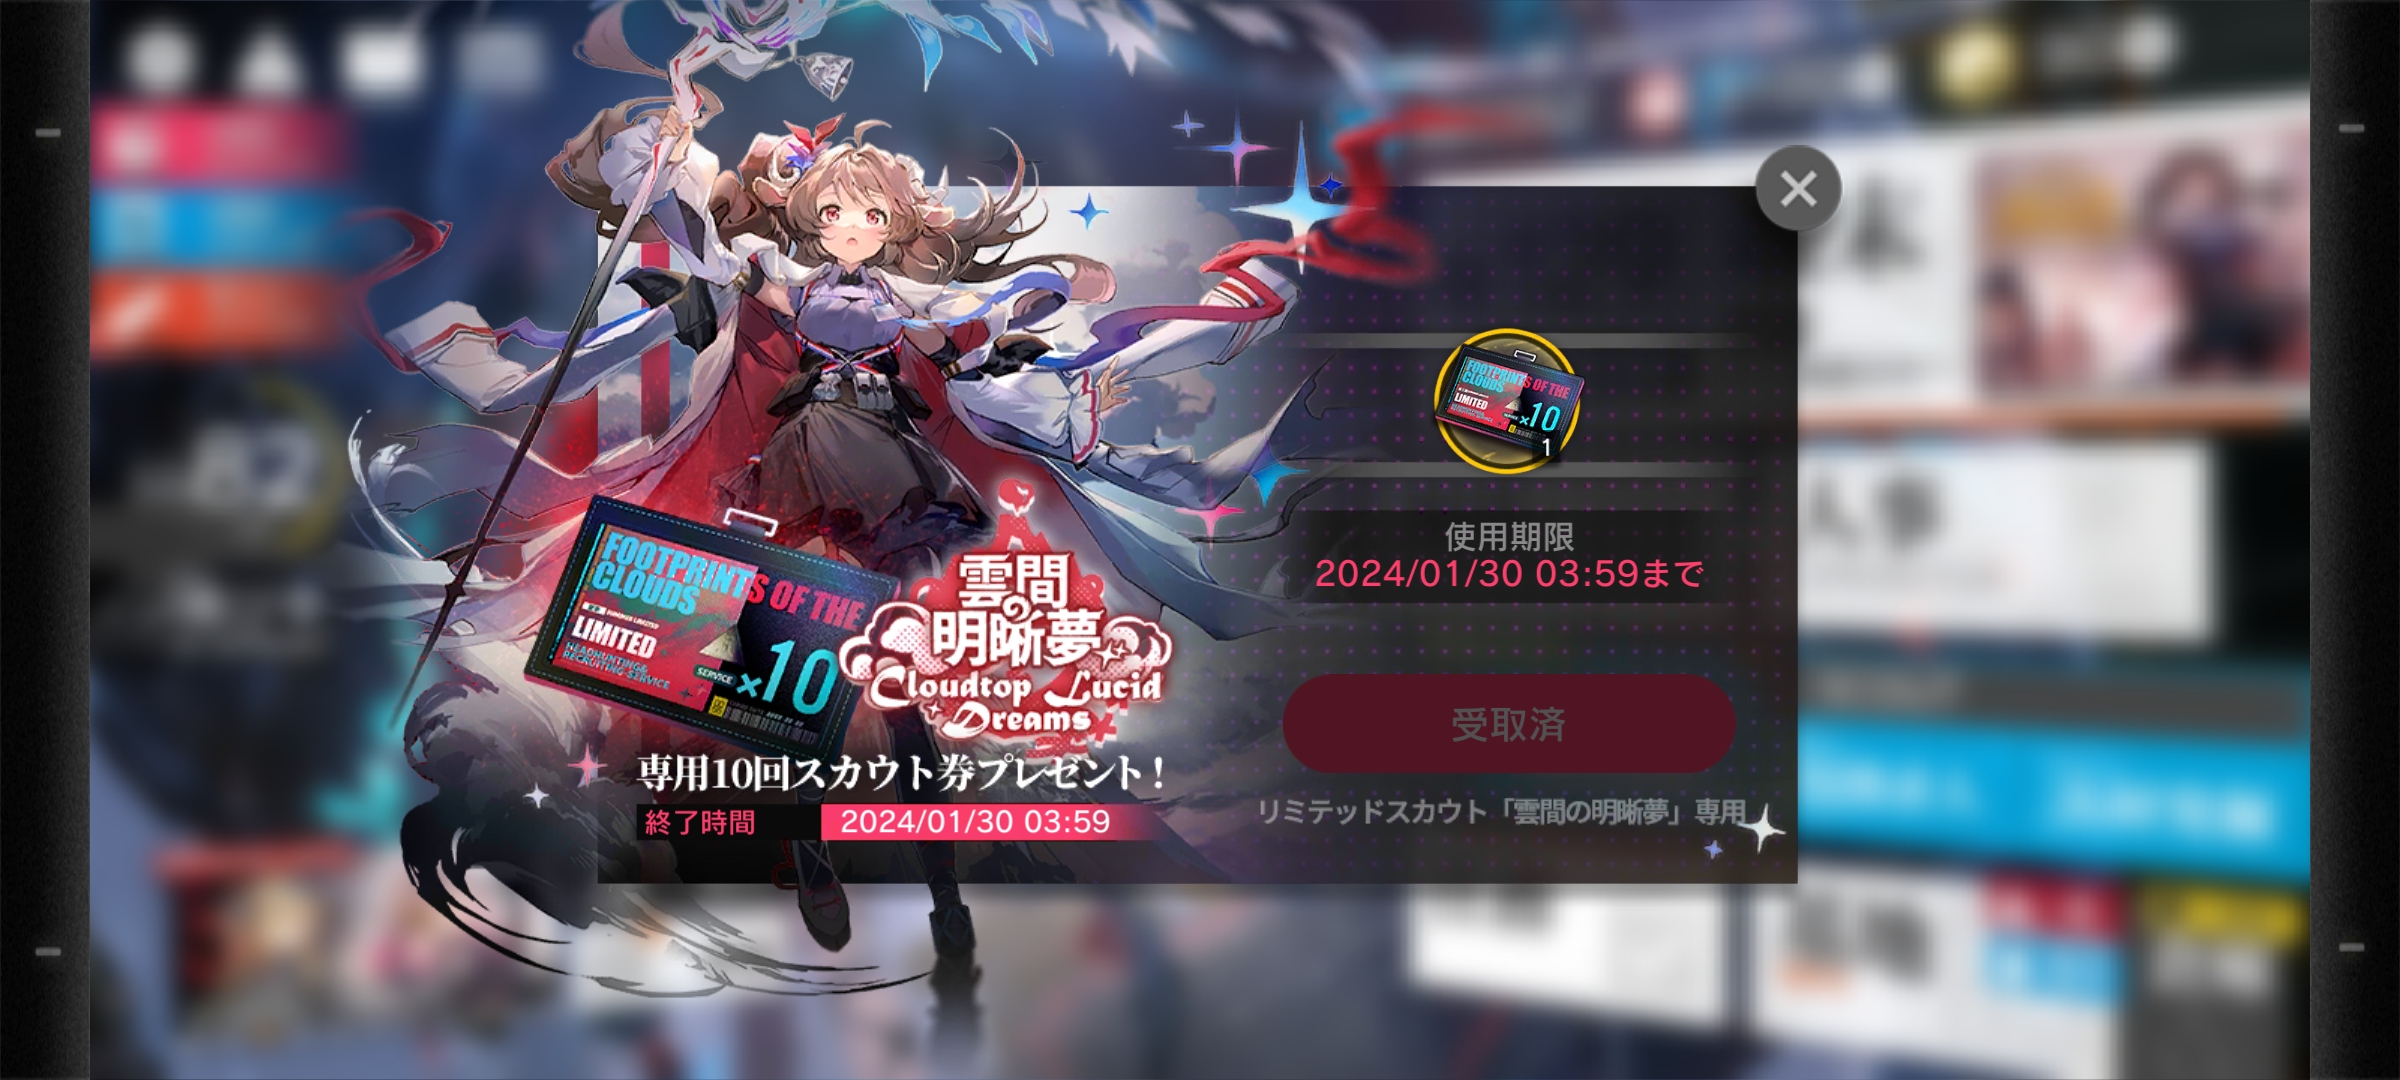 FOOTPRINTS OF THE
CLOUDS
LIMITED
×10
1
使用期限
2024/01/30 03:59まで
FOOTPRINTS OF THE
CLOUDS
LIMITED
HEADHUNTING&
RECRUITING SERVICE
SERVICE
×10
雲間
の
明晰夢
Cloudtop Lucid
Dreams
受取済
専用10回スカウト券プレゼント！
終了時間 2024/01/30 03:59
リミテッドスカウト「雲間の明晰夢」専用